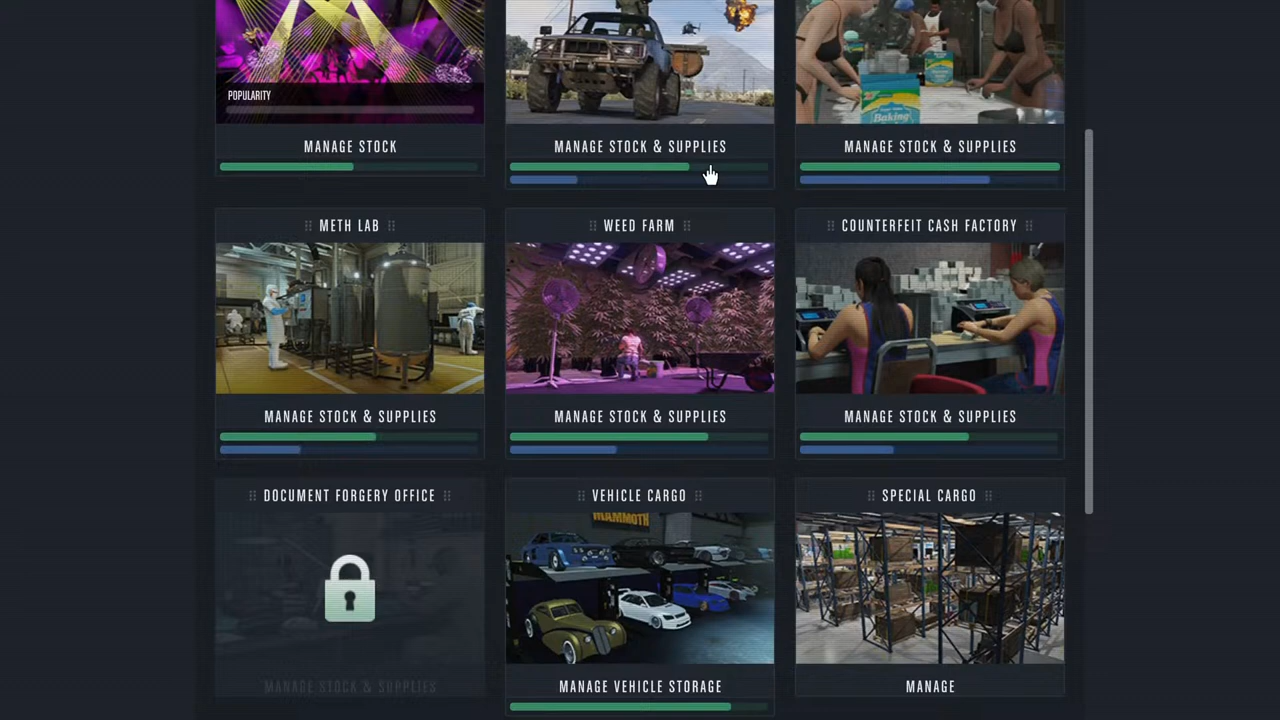 POPULARITY
MANAGE STOCK
MANAGE STOCK & SUPPLIES
Baking
MANAGE STOCK & SUPPLIES
METH LAB
WEED FARM
COUNTERFEIT CASH FACTORY
MANAGE STOCK & SUPPLIES
MANAGE STOCK & SUPPLIES
MANAGE STOCK & SUPPLIES
DOCUMENT FORGERY OFFICE
VEHICLE CARGO
SPECIAL CARGO
MAMMOTH
MANAGE STOCK & SUPPLIES
MANAGE VEHICLE STORAGE
MANAGE